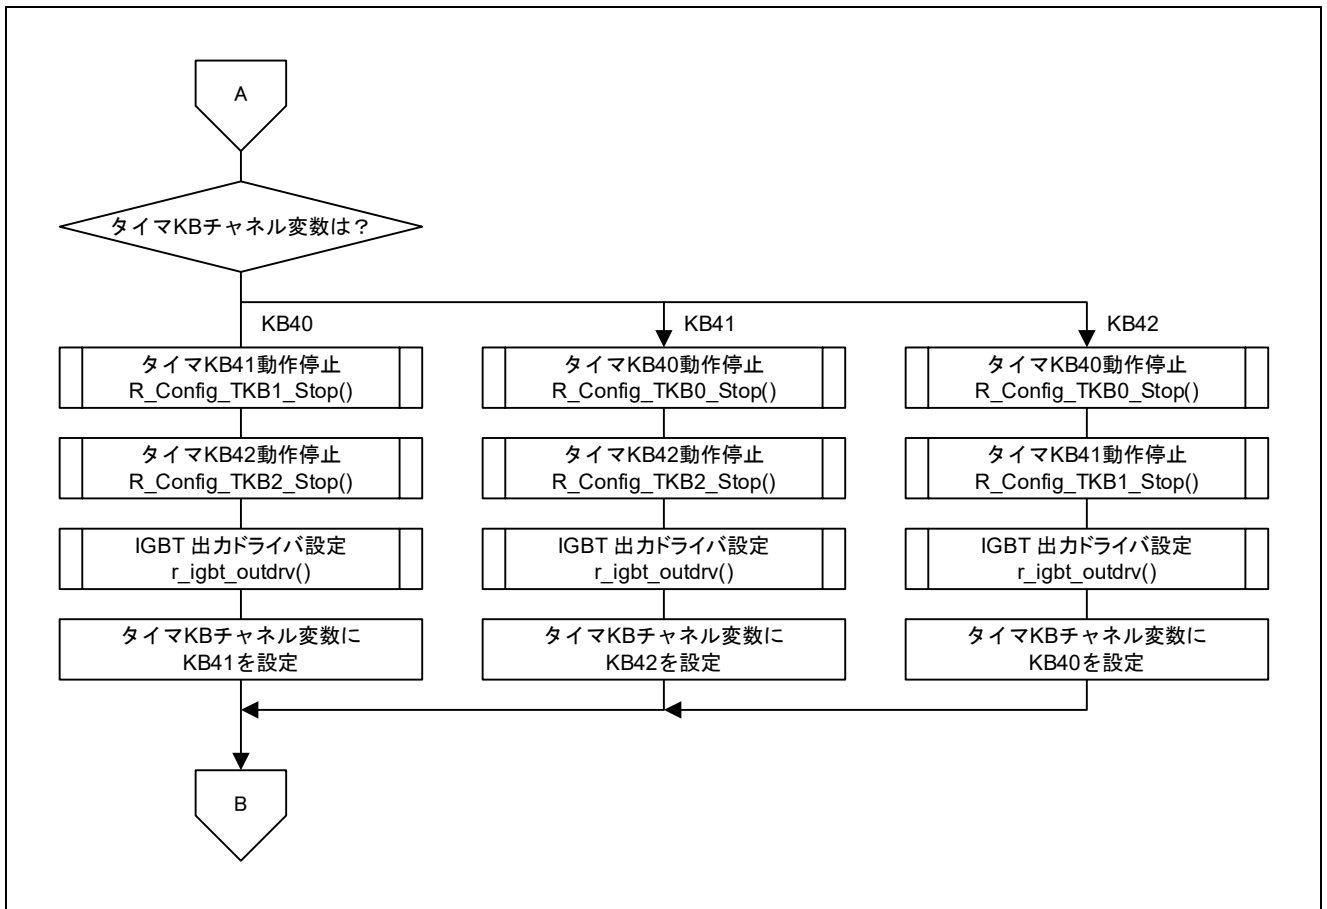 A
タイマKBチャネル変数は？
KB40
KB41
KB42
タイマKB41動作停止
R_Config_TKB1_Stop()
タイマKB40動作停止
R_Config_TKB0_Stop()
タイマKB40動作停止
R_Config_TKB0_Stop()
タイマKB42動作停止
R_Config_TKB2_Stop()
タイマKB42動作停止
R_Config_TKB2_Stop()
タイマKB41動作停止
R_Config_TKB1_Stop()
IGBT 出力ドライバ設定
r_igbt_outdrv()
IGBT 出力ドライバ設定
r_igbt_outdrv()
IGBT 出力ドライバ設定
r_igbt_outdrv()
タイマKBチャネル変数に
KB41を設定
タイマKBチャネル変数に
KB42を設定
タイマKBチャネル変数に
KB40を設定
B